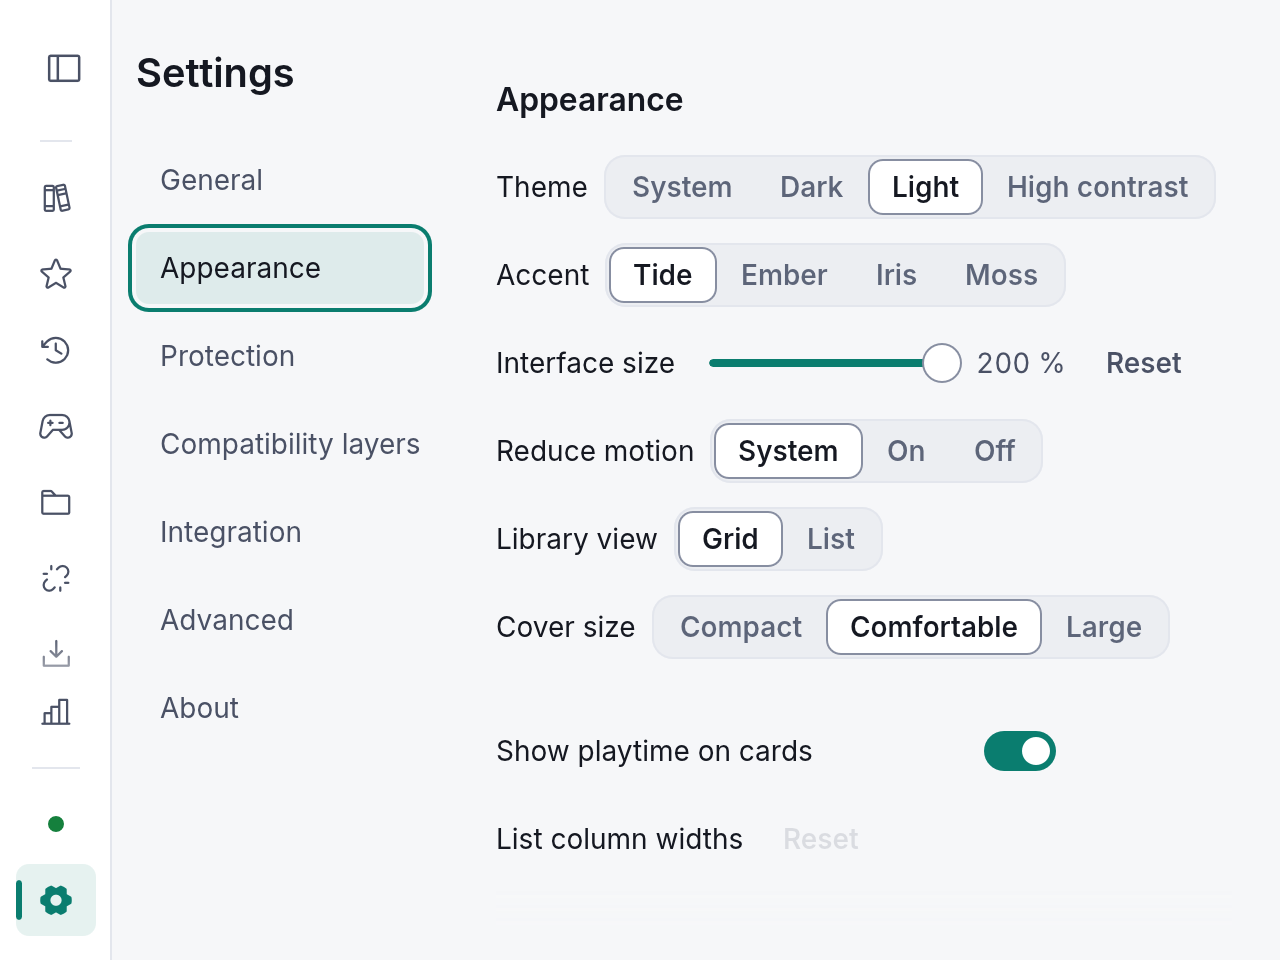 Settings
General
Appearance
Protection
Compatibility layers
Integration
Advanced
About
Appearance
Theme System Dark Light High contrast
Accent Tide Ember Iris Moss
Interface size 200 % Reset
Reduce motion System On Off
Library view Grid List
Cover size Compact Comfortable Large
Show playtime on cards
List column widths Reset